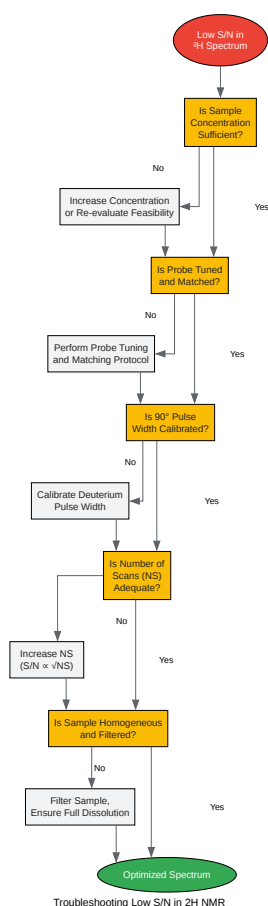 Low S/N in
²H Spectrum
Is Sample
Concentration
Sufficient?
No
Yes
Increase Concentration
or Re-evaluate Feasibility
Is Probe Tuned
and Matched?
No
Yes
Perform Probe Tuning
and Matching Protocol
Is 90° Pulse
Width Calibrated?
No
Yes
Calibrate Deuterium
Pulse Width
Is Number of
Scans (NS)
Adequate?
No
Yes
Increase NS
(S/N ∝ √NS)
Is Sample Homogeneous
and Filtered?
No
Yes
Filter Sample,
Ensure Full Dissolution
Optimized Spectrum
Troubleshooting Low S/N in 2H NMR